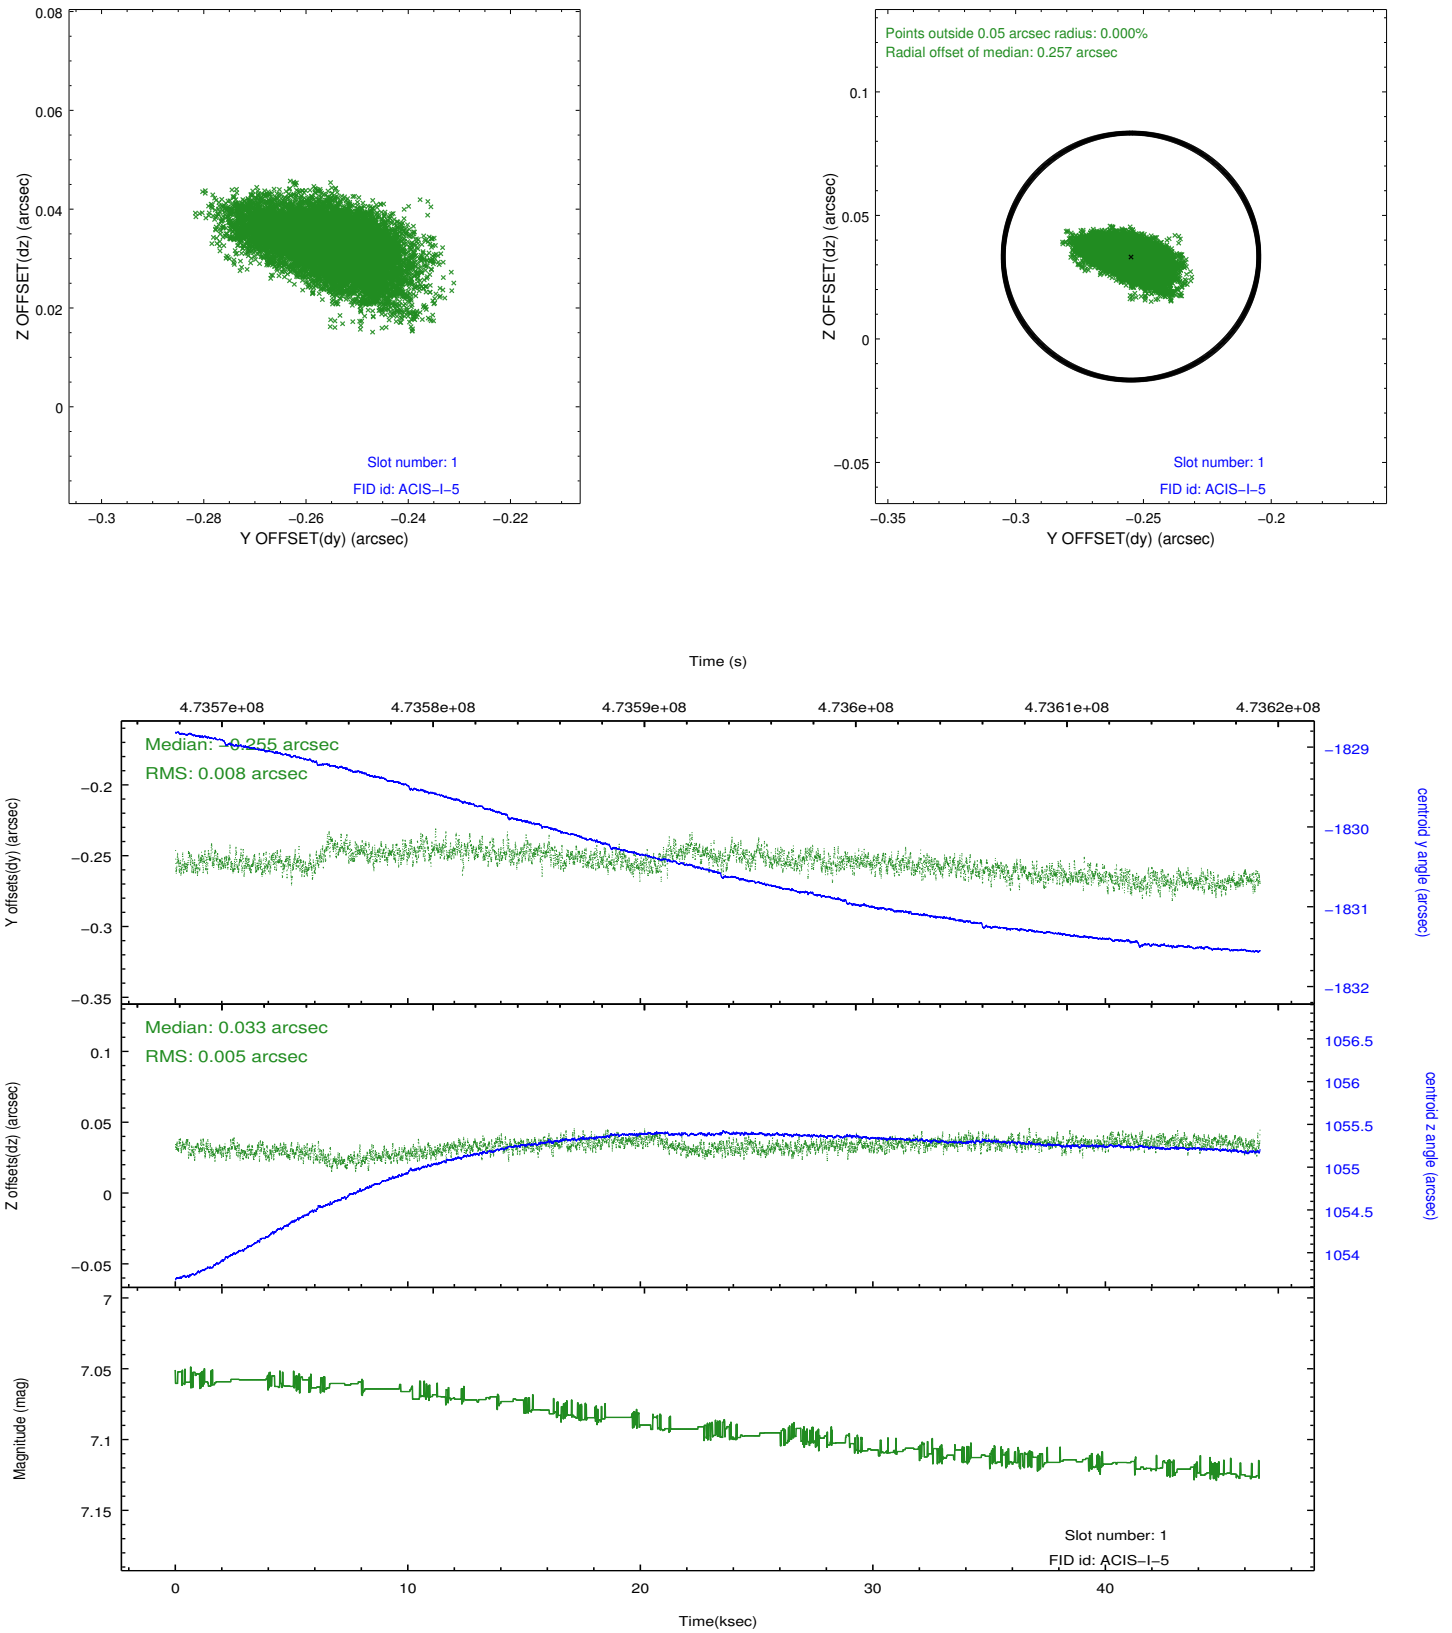 0.08
0.06
0.04
0.02
0
Z OFFSET(dz) (arcsec)
Slot number: 1
FID id: ACIS−I−5
−0.3
−0.28
−0.26
−0.24
−0.22
Y OFFSET(dy) (arcsec)
Points outside 0.05 arcsec radius: 0.000%
Radial offset of median: 0.257 arcsec
0.1
0.05
0
−0.05
Z OFFSET(dz) (arcsec)
Slot number: 1
FID id: ACIS−I−5
−0.35
−0.3
−0.25
−0.2
Y OFFSET(dy) (arcsec)
Time (s)
4.7357e+08
4.7358e+08
4.7359e+08
4.736e+08
4.7361e+08
4.7362e+08
Median: −0.255 arcsec
RMS: 0.008 arcsec
−0.2
−0.25
−0.3
−0.35
Y offsets(dy) (arcsec)
−1829
−1830
−1831
−1832
centroid y angle (arcsec)
Median: 0.033 arcsec
RMS: 0.005 arcsec
0.1
0.05
0
−0.05
Z offsets(dz) (arcsec)
1056.5
1056
1055.5
1055
1054.5
1054
centroid z angle (arcsec)
7
7.05
7.1
7.15
Magnitude (mag)
Slot number: 1
FID id: ACIS−I−5
0
10
20
30
40
Time(ksec)